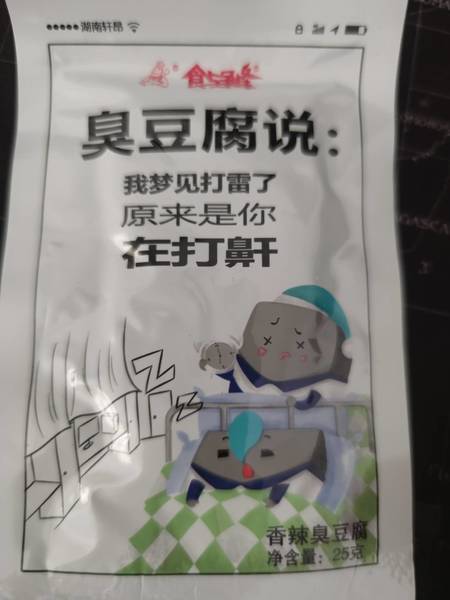 湖南轩昂
臭豆腐说：
我梦见打雷了
原来是你
在打鼾
Z
Z
香辣臭豆腐
净含量：25克